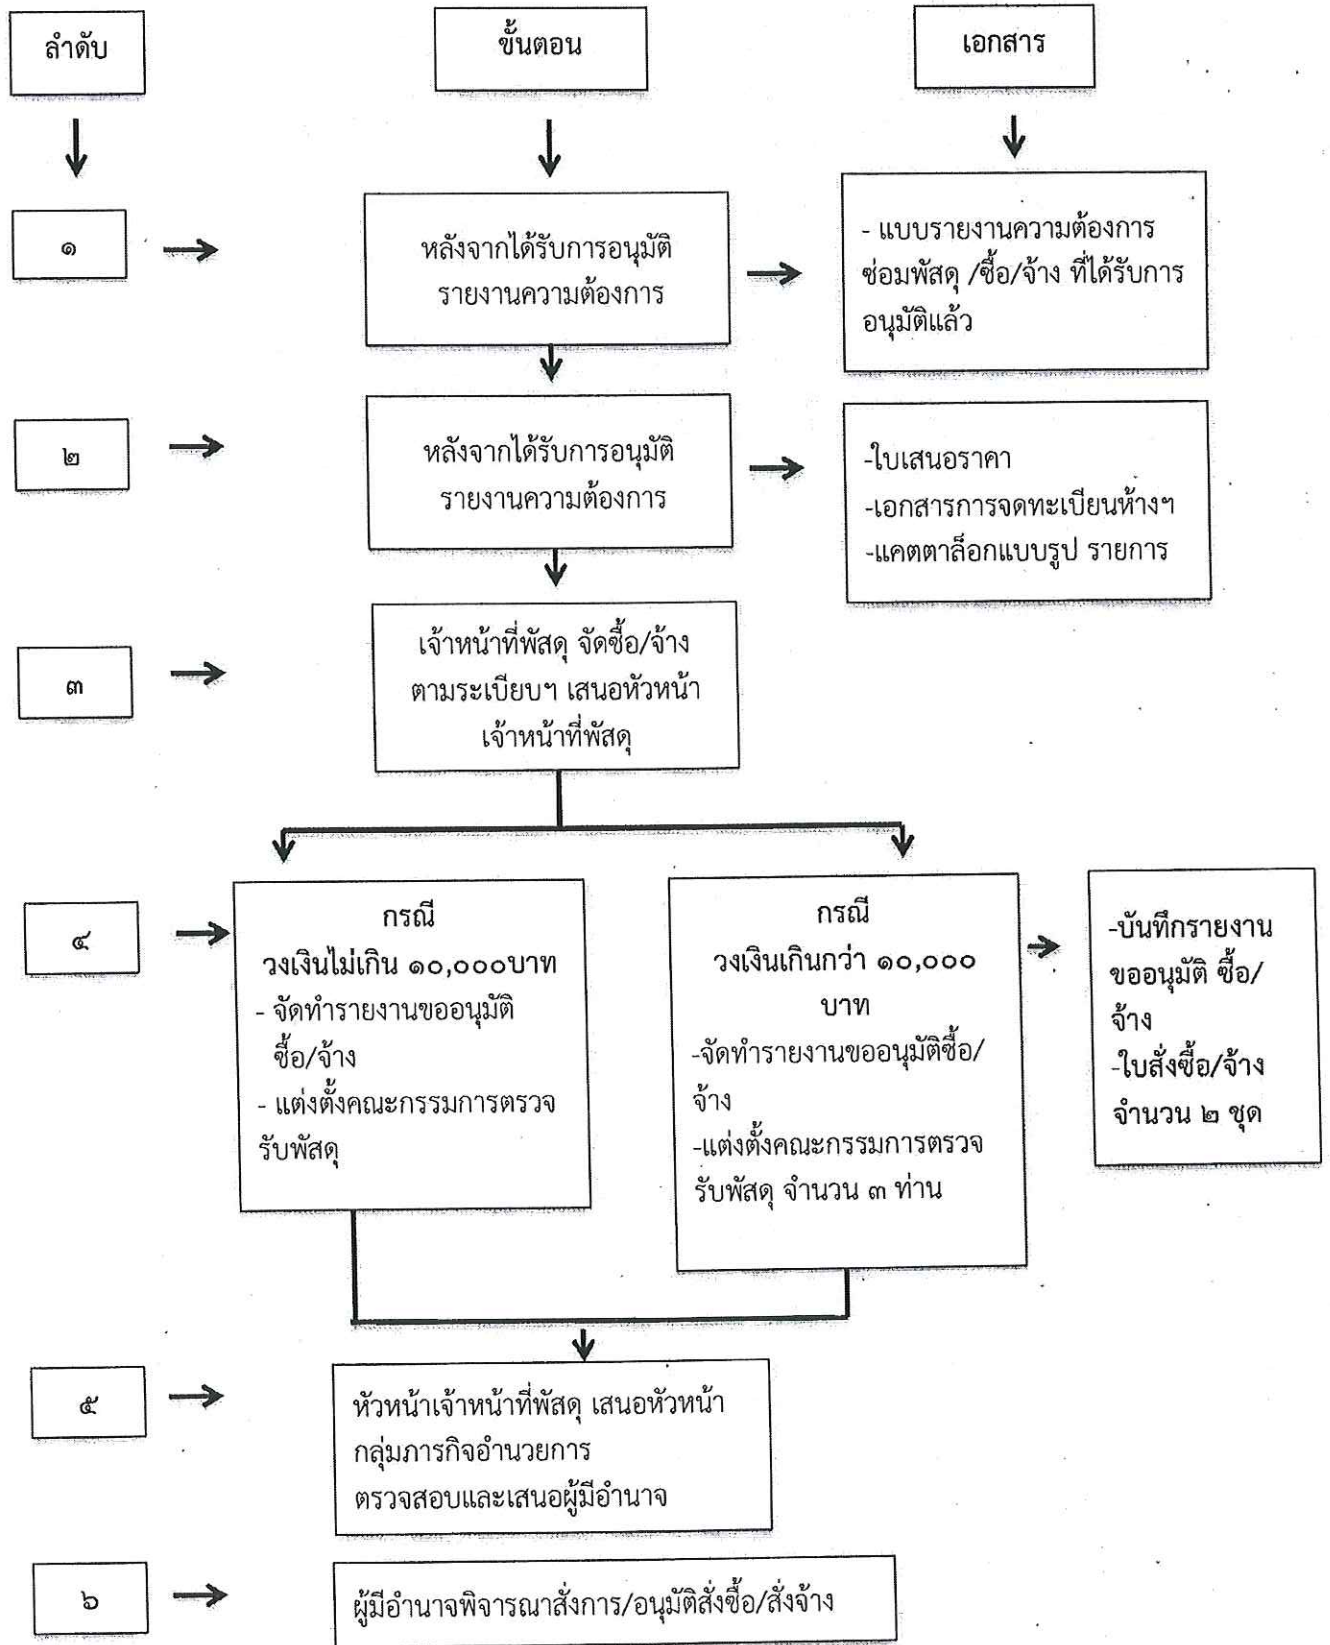 ลำดับ
ขั้นตอน
เอกสาร
๑
หลังจากได้รับการอนุมัติ
รายงานความต้องการ
- แบบรายงานความต้องการ
ซ่อมพัสดุ /ซื้อ/จ้าง ที่ได้รับการ
อนุมัติแล้ว
๒
หลังจากได้รับการอนุมัติ
รายงานความต้องการ
-ใบเสนอราคา
-เอกสารการจดทะเบียนห้างฯ
-แคตตาล็อกแบบรูป รายการ
๓
เจ้าหน้าที่พัสดุ จัดซื้อ/จ้าง
ตามระเบียบฯ เสนอหัวหน้า
เจ้าหน้าที่พัสดุ
๔
กรณี
วงเงินไม่เกิน ๑๐,๐๐๐บาท
- จัดทำรายงานขออนุมัติ
ซื้อ/จ้าง
- แต่งตั้งคณะกรรมการตรวจ
รับพัสดุ
กรณี
วงเงินเกินกว่า ๑๐,๐๐๐
บาท
-จัดทำรายงานขออนุมัติซื้อ/
จ้าง
-แต่งตั้งคณะกรรมการตรวจ
รับพัสดุ จำนวน ๓ ท่าน
-บันทึกรายงาน
ขออนุมัติ ซื้อ/
จ้าง
-ใบสั่งซื้อ/จ้าง
จำนวน ๒ ชุด
๕
หัวหน้าเจ้าหน้าที่พัสดุ เสนอหัวหน้า
กลุ่มภารกิจอำนวยการ
ตรวจสอบและเสนอผู้มีอำนาจ
๖
ผู้มีอำนาจพิจารณาสั่งการ/อนุมัติสั่งซื้อ/สั่งจ้าง